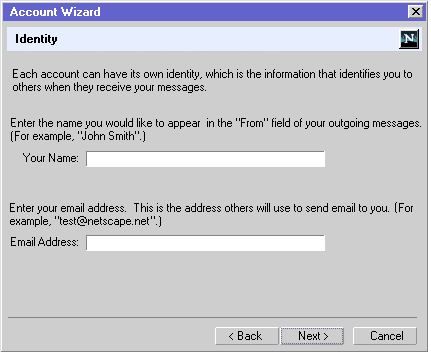 Account Wizard
Identity
N
Each account can have its own identity, which is the information that identifies you to
others when they receive your messages.
Enter the name you would like to appear in the "From" field of your outgoing messages.
(For example, "John Smith".)
Your Name:
Enter your email address. This is the address others will use to send email to you. (For
example, "test@netscape.net".)
Email Address:
< Back Next > Cancel